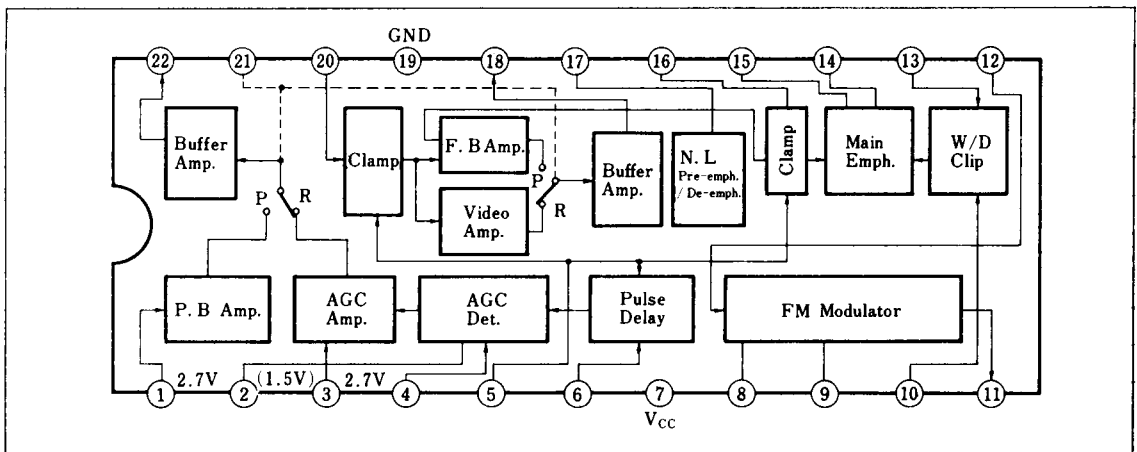 GND
22 21 20 19 18 17 16 15 14 13 12
Buffer
Amp.
Clamp
F. B Amp.
Video
Amp.
P
R
Buffer
Amp.
N. L
Pre-emph.
/ De-emph.
Clamp
Main
Emph.
W/D
Clip
P
R
P. B Amp.
AGC
Amp.
AGC
Det.
Pulse
Delay
FM Modulator
2.7V (1.5V) 2.7V
1 2 3 4 5 6 7 8 9 10 11
VCC